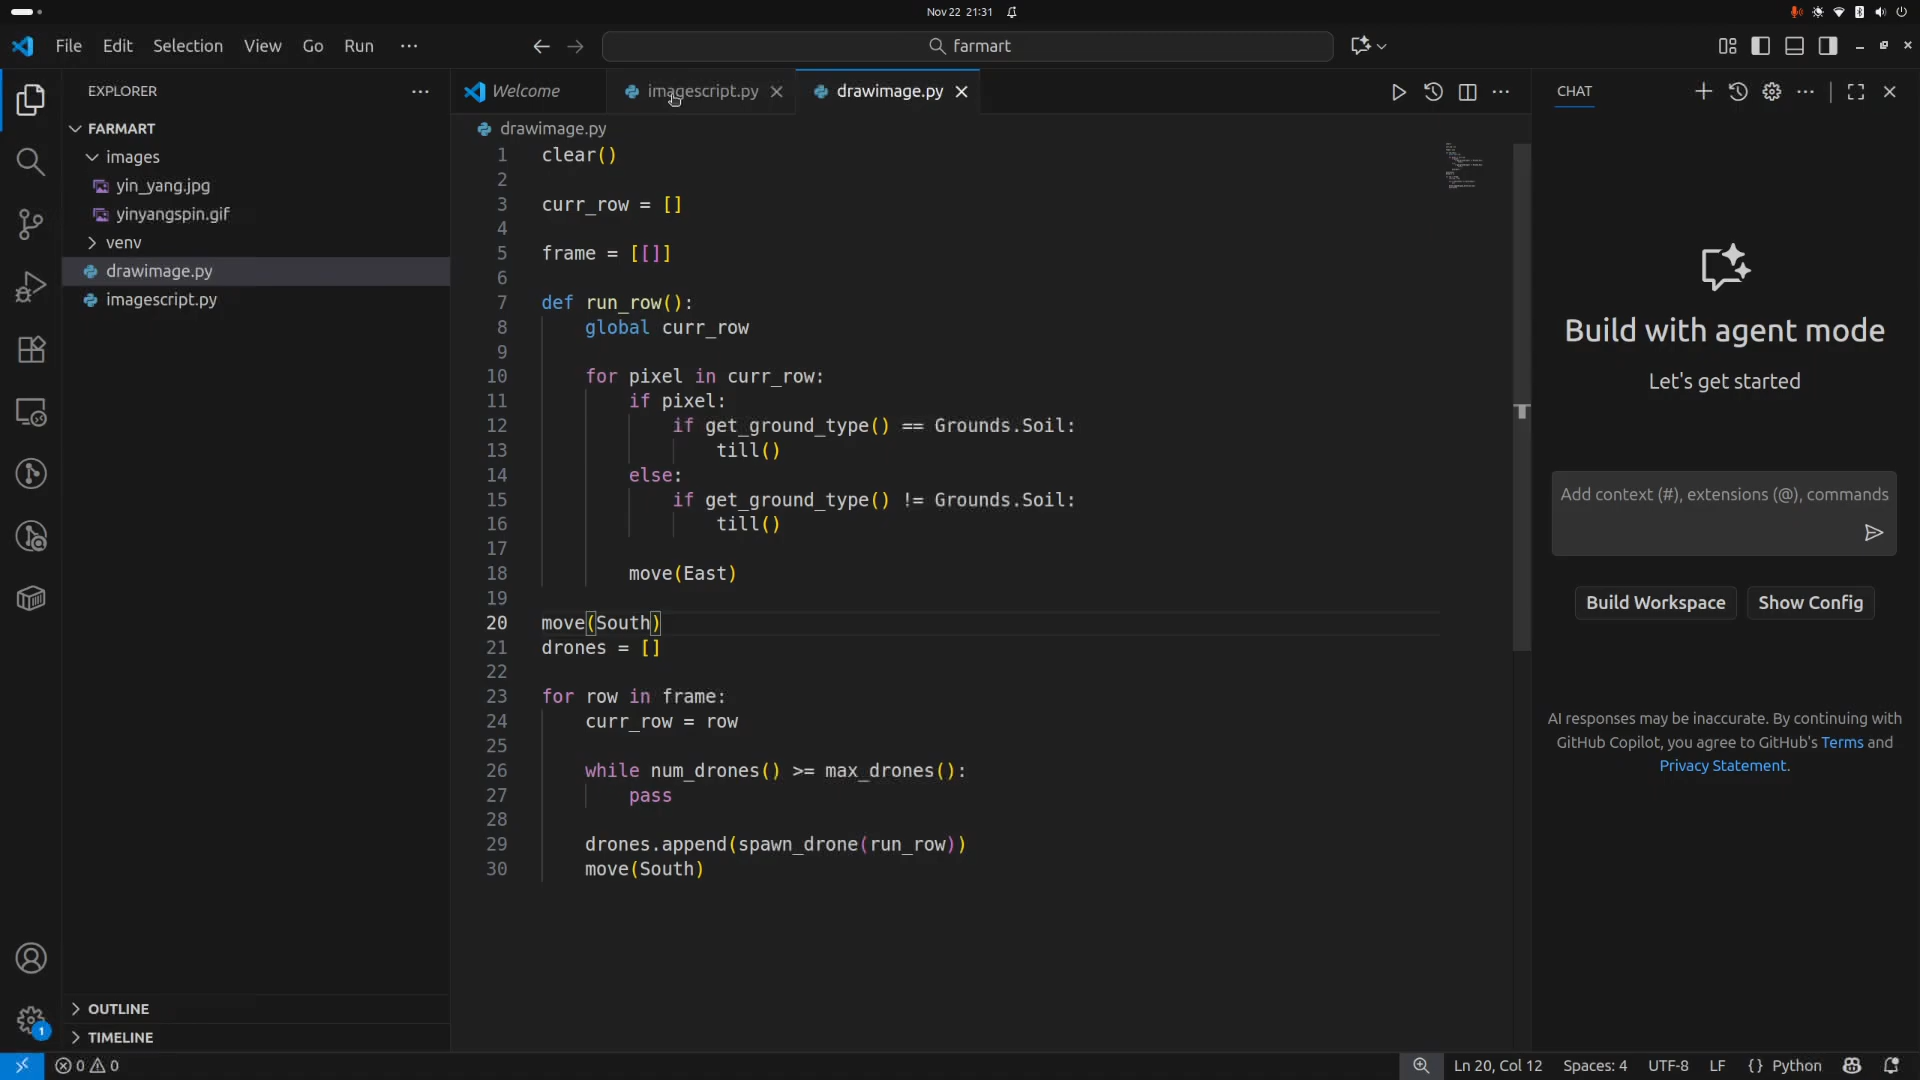 Nov 22 21:31
File Edit Selection View Go Run ···
farmart
EXPLORER
FARMART
images
yin_yang.jpg
yinyangspin.gif
venv
drawimage.py
imagescript.py
OUTLINE
TIMELINE
Welcome imagescript.py drawimage.py
drawimage.py
1 clear()
2
3 curr_row = []
4
5 frame = [[]]
6
7 def run_row():
8 global curr_row
9
10 for pixel in curr_row:
11 if pixel:
12 if get_ground_type() == Grounds.Soil:
13 till()
14 else:
15 if get_ground_type() != Grounds.Soil:
16 till()
17
18 move(East)
19
20 move(South)
21 drones = []
22
23 for row in frame:
24 curr_row = row
25
26 while num_drones() >= max_drones():
27 pass
28
29 drones.append(spawn_drone(run_row))
30 move(South)
CHAT
Build with agent mode
Let's get started
Add context (#), extensions (@), commands
Build Workspace Show Config
AI responses may be inaccurate. By continuing with
GitHub Copilot, you agree to GitHub's Terms and
Privacy Statement.
1
0 0 Ln 20, Col 12 Spaces: 4 UTF-8 LF {} Python